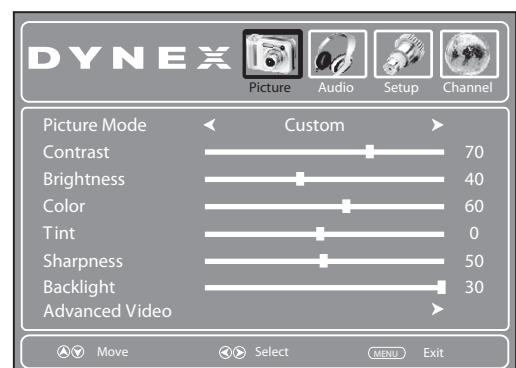 DYNEX
Picture Audio Setup Channel
Picture Mode Custom
Contrast 70
Brightness 40
Color 60
Tint 0
Sharpness 50
Backlight 30
Advanced Video
Move Select MENU Exit